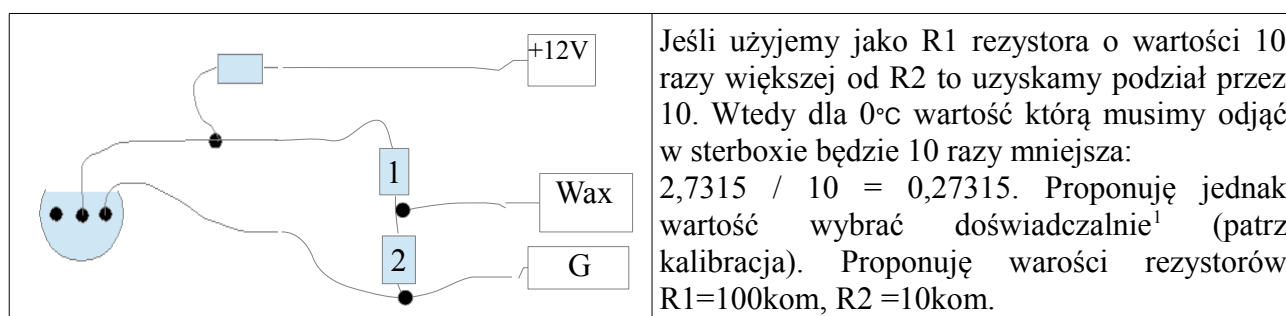 +12V
1
Wax
2
G
Jeśli użyjemy jako R1 rezystora o wartości 10
razy większej od R2 to uzyskamy podział przez
10. Wtedy dla 0°C wartość którą musimy odjąć
w sterboxie będzie 10 razy mniejsza:
2,7315 / 10 = 0,27315. Proponuję jednak
wartość wybrać doświadczalnie¹ (patrz
kalibracja). Proponuję warości rezystorów
R1=100kom, R2 =10kom.